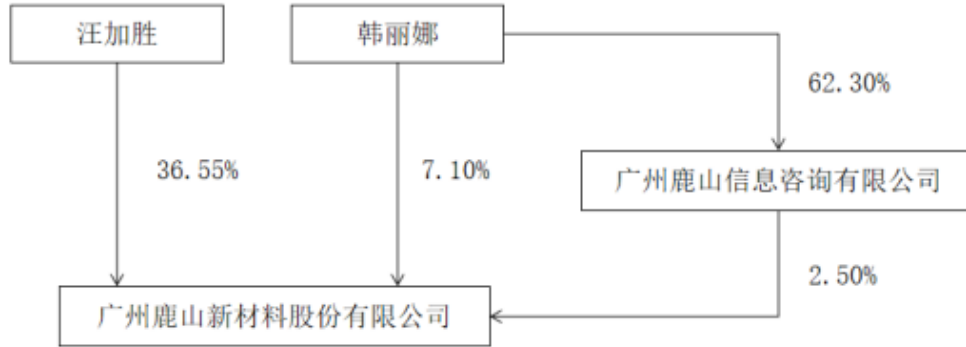 汪加胜
韩丽娜
62.30%
36.55%
7.10%
广州鹿山信息咨询有限公司
2.50%
广州鹿山新材料股份有限公司